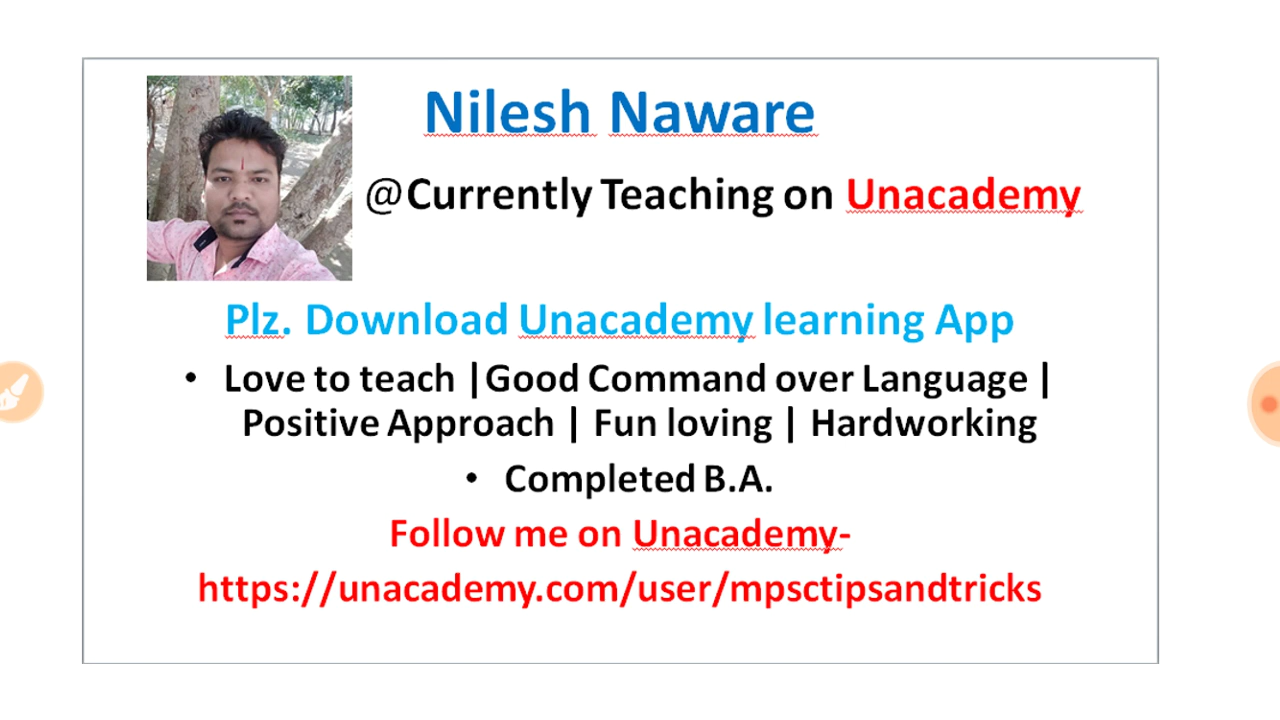 Nilesh Naware
@Currently Teaching on Unacademy
Plz. Download Unacademy learning App
• Love to teach |Good Command over Language |
Positive Approach | Fun loving | Hardworking
• Completed B.A.
Follow me on Unacademy-
https://unacademy.com/user/mpsctipsandtricks